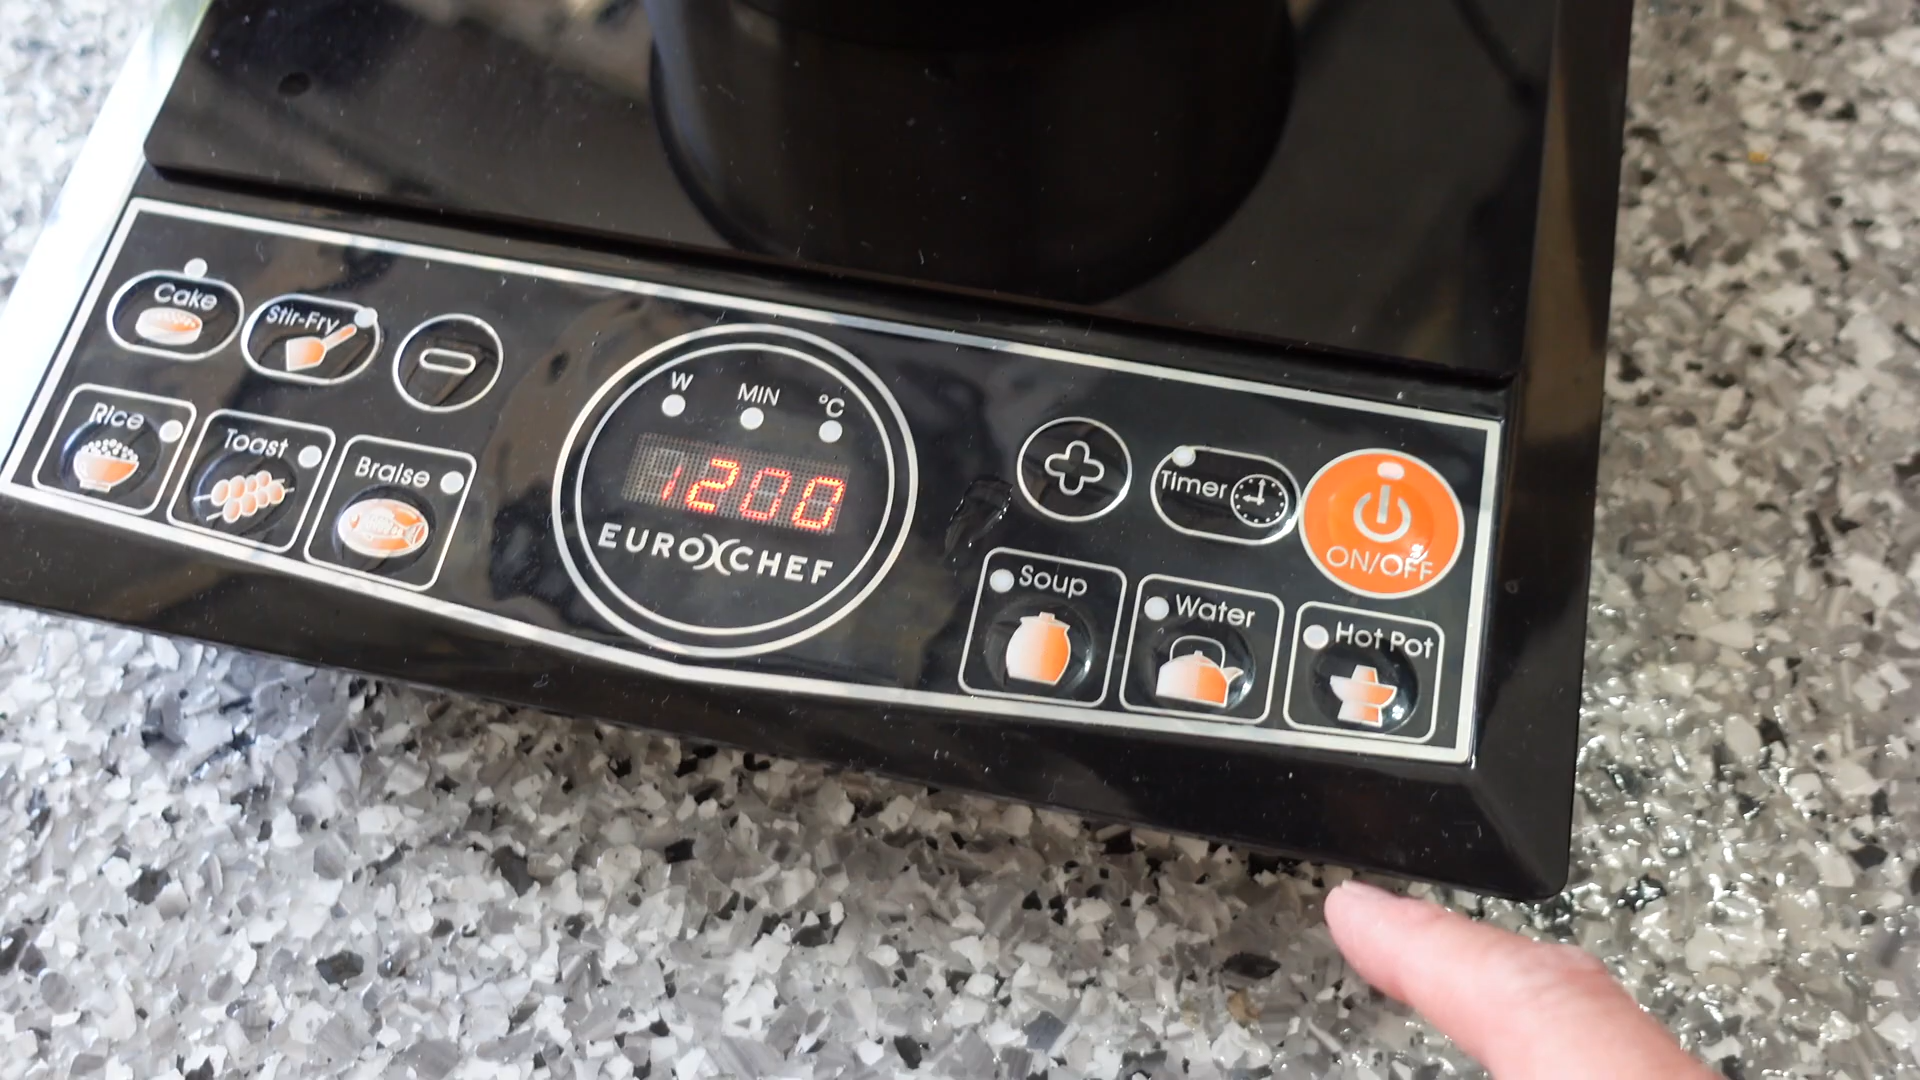 Cake
Stir-Fry
Rice
Toast
Braise
W MIN °C
1200
EUROCHEF
Timer
ON/OFF
Soup
Water
Hot Pot